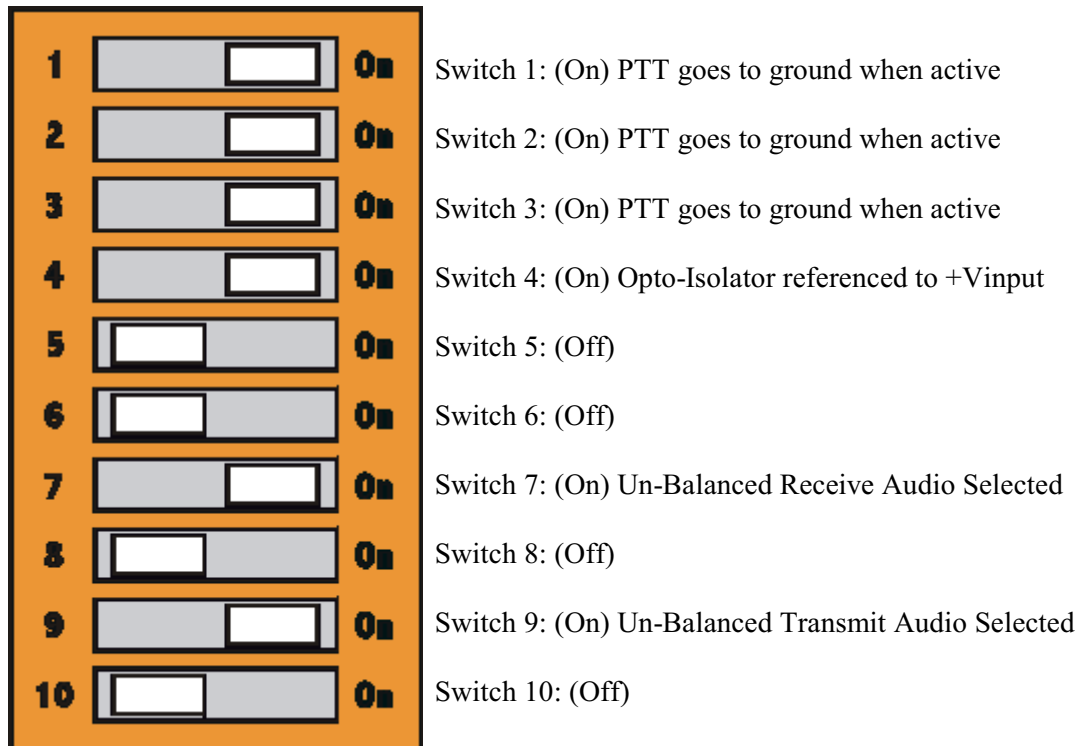 1 On Switch 1: (On) PTT goes to ground when active
2 On Switch 2: (On) PTT goes to ground when active
3 On Switch 3: (On) PTT goes to ground when active
4 On Switch 4: (On) Opto-Isolator referenced to +Vinput
5 On Switch 5: (Off)
6 On Switch 6: (Off)
7 On Switch 7: (On) Un-Balanced Receive Audio Selected
8 On Switch 8: (Off)
9 On Switch 9: (On) Un-Balanced Transmit Audio Selected
10 On Switch 10: (Off)